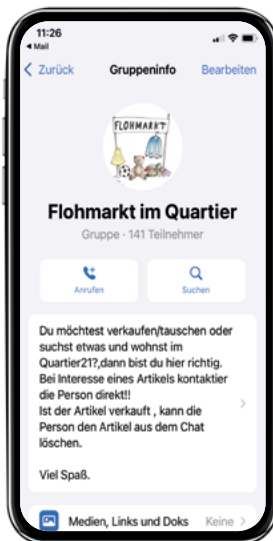 11:26
Mail
Zurück
Gruppeninfo
Bearbeiten
FLOHMARKT
Flohmarkt im Quartier
Gruppe · 141 Teilnehmer
Anrufen
Suchen
Du möchtest verkaufen/tauschen oder
suchst etwas und wohnst im
Quartier21?,dann bist du hier richtig.
Bei Interesse eines Artikels kontaktier
die Person direkt!!
Ist der Artikel verkauft , kann die
Person den Artikel aus dem Chat
löschen.
Viel Spaß.
Medien, Links und Doks
Keine